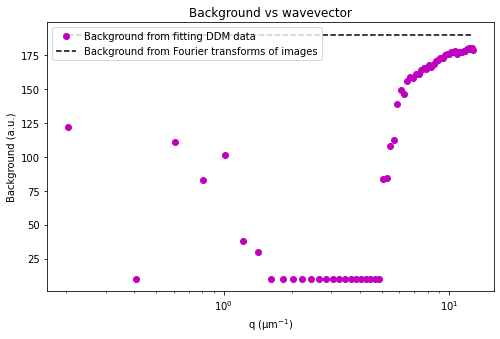 Background vs wavevector
Background from fitting DDM data
Background from Fourier transforms of images
Background (a.u.)
175
150
125
100
75
50
25
10⁰
10¹
q (μm⁻¹)